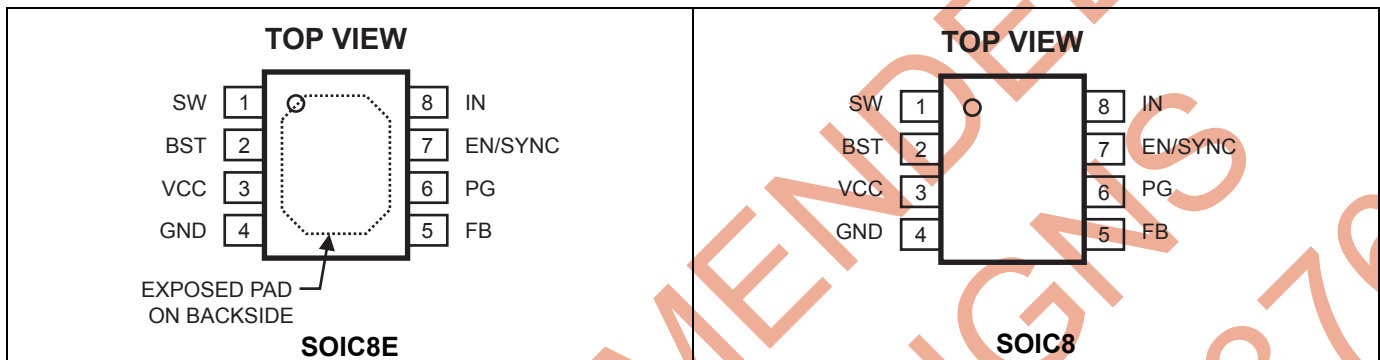 TOP VIEW
SW 1 8 IN
BST 2 7 EN/SYNC
VCC 3 6 PG
GND 4 5 FB
EXPOSED PAD
ON BACKSIDE
SOIC8E
TOP VIEW
SW 1 8 IN
BST 2 7 EN/SYNC
VCC 3 6 PG
GND 4 5 FB
SOIC8